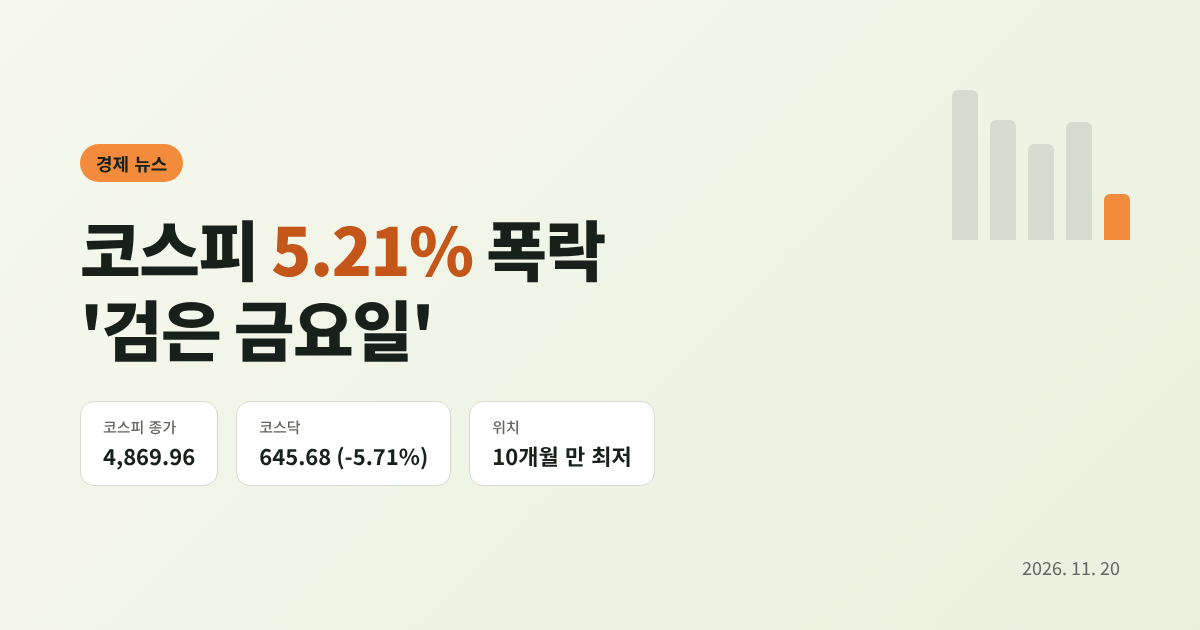 경제 뉴스
코스피 5.21% 폭락
'검은 금요일'
코스피 종가
4,869.96
코스닥
645.68 (-5.71%)
위치
10개월 만 최저
2026. 11. 20